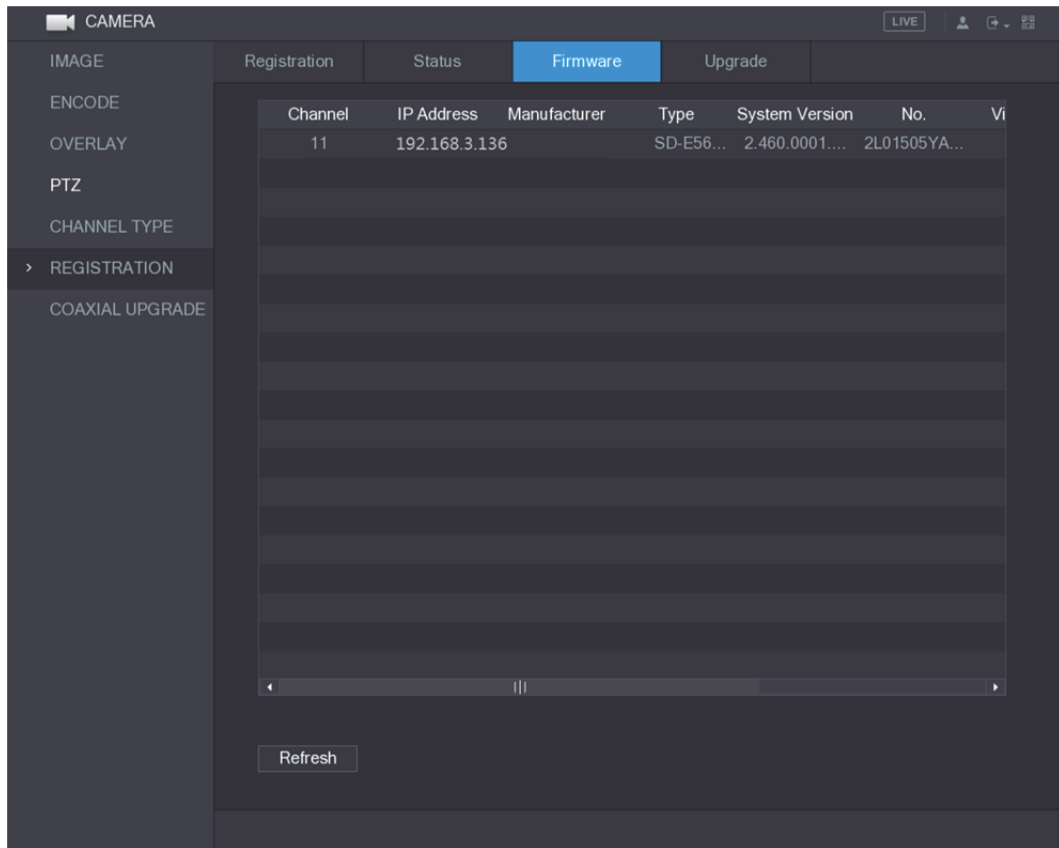 CAMERA LIVE
IMAGE
ENCODE
OVERLAY
PTZ
CHANNEL TYPE
> REGISTRATION
COAXIAL UPGRADE
Registration Status Firmware Upgrade
Channel IP Address Manufacturer Type System Version No. Vi
11 192.168.3.136 SD-E56... 2.460.0001.... 2L01505YA...
Refresh